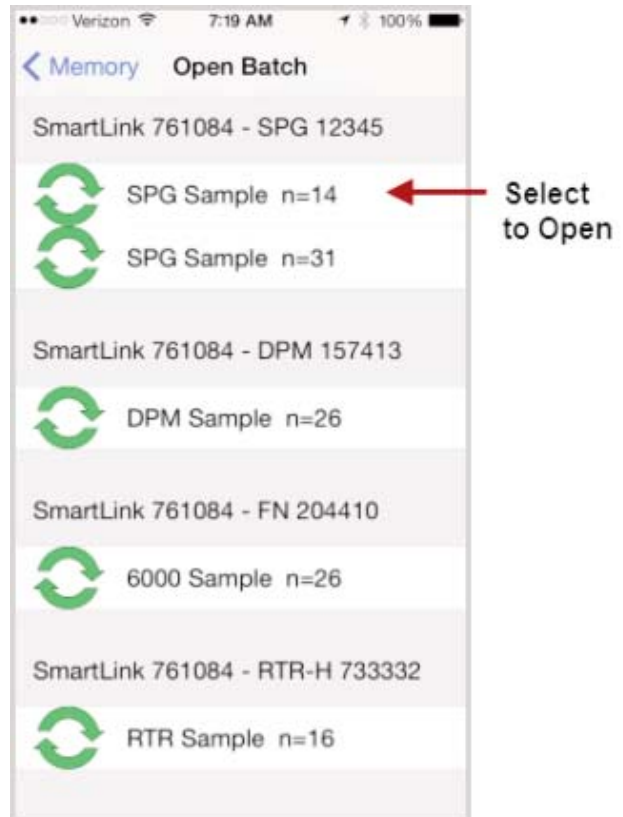 Verizon 7:19 AM 100%
Memory Open Batch
SmartLink 761084 - SPG 12345
SPG Sample n=14
Select
to Open
SPG Sample n=31
SmartLink 761084 - DPM 157413
DPM Sample n=26
SmartLink 761084 - FN 204410
6000 Sample n=26
SmartLink 761084 - RTR-H 733332
RTR Sample n=16